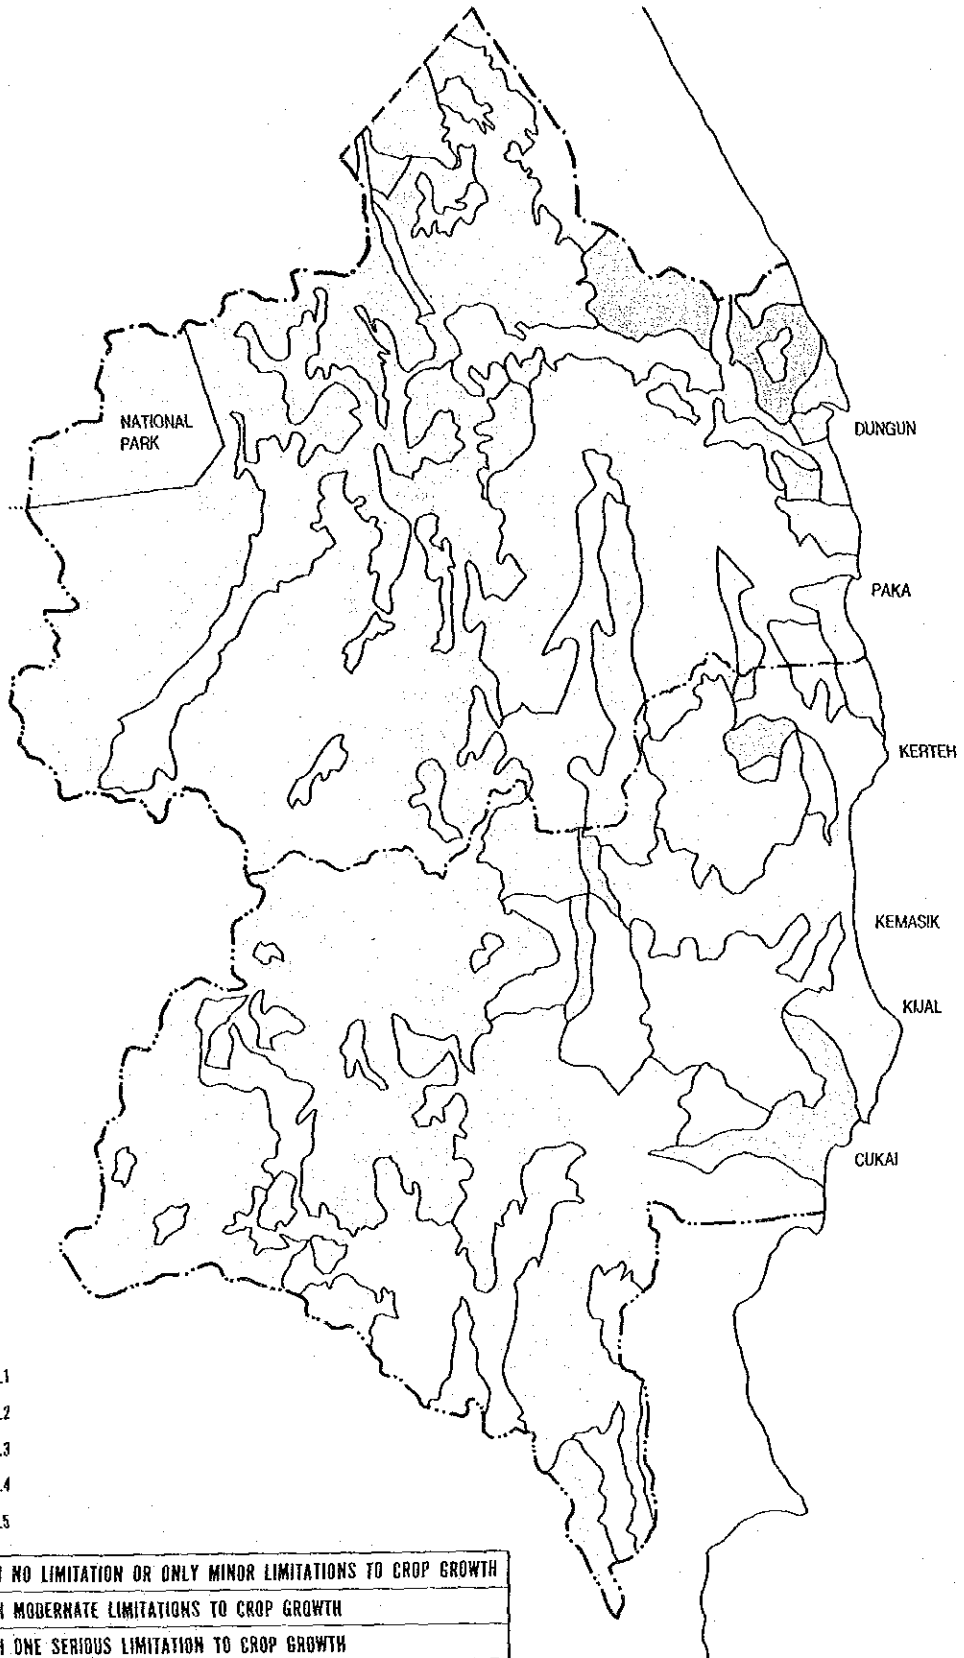 NATIONAL
PARK
DUNGUN
PAKA
KERTEH
KEMASIK
KIJAL
CUKAI
.1
.2
.3
.4
.5
NO LIMITATION OR ONLY MINOR LIMITATIONS TO CROP GROWTH
MODERNATE LIMITATIONS TO CROP GROWTH
ONE SERIOUS LIMITATION TO CROP GROWTH